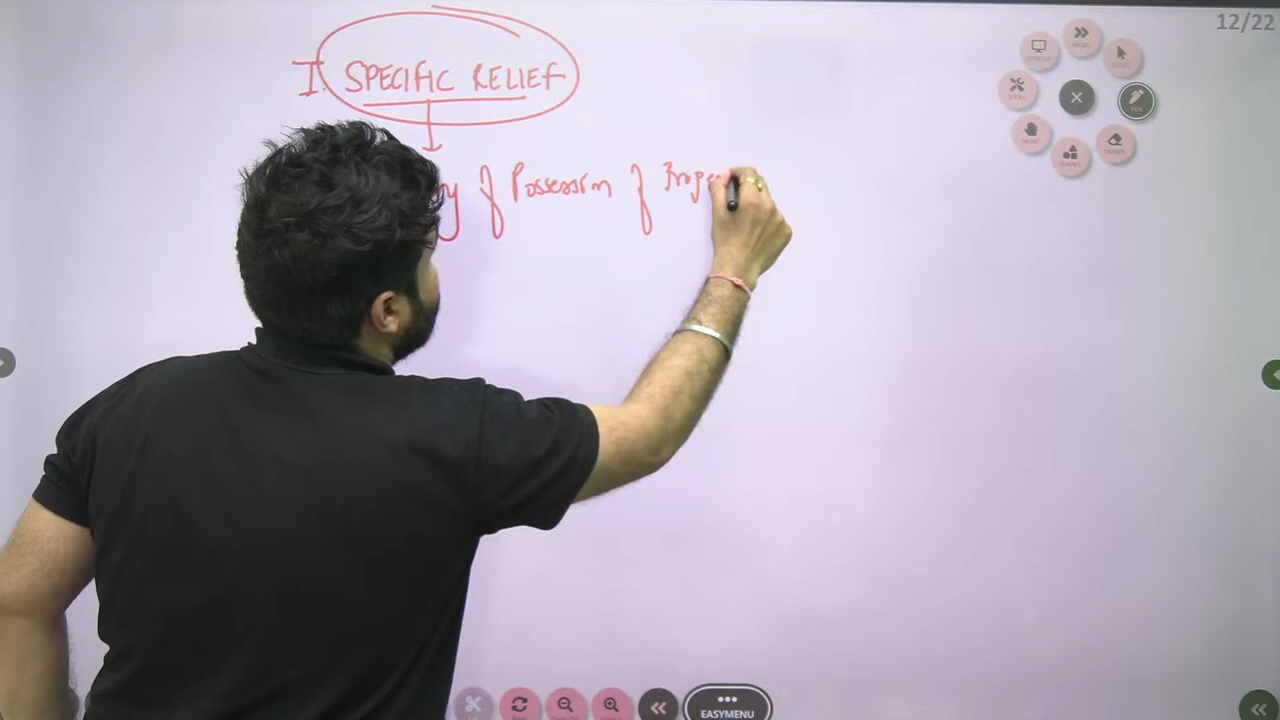 12/22
I. SPECIFIC RELIEF
y of Possession of Prope
EASYMENU